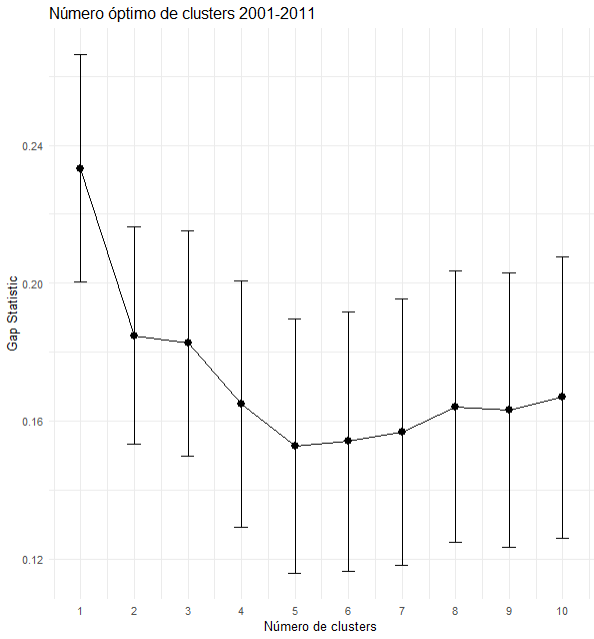 Número óptimo de clusters 2001-2011
Gap Statistic
0.24
0.20
0.16
0.12
1 2 3 4 5 6 7 8 9 10
Número de clusters